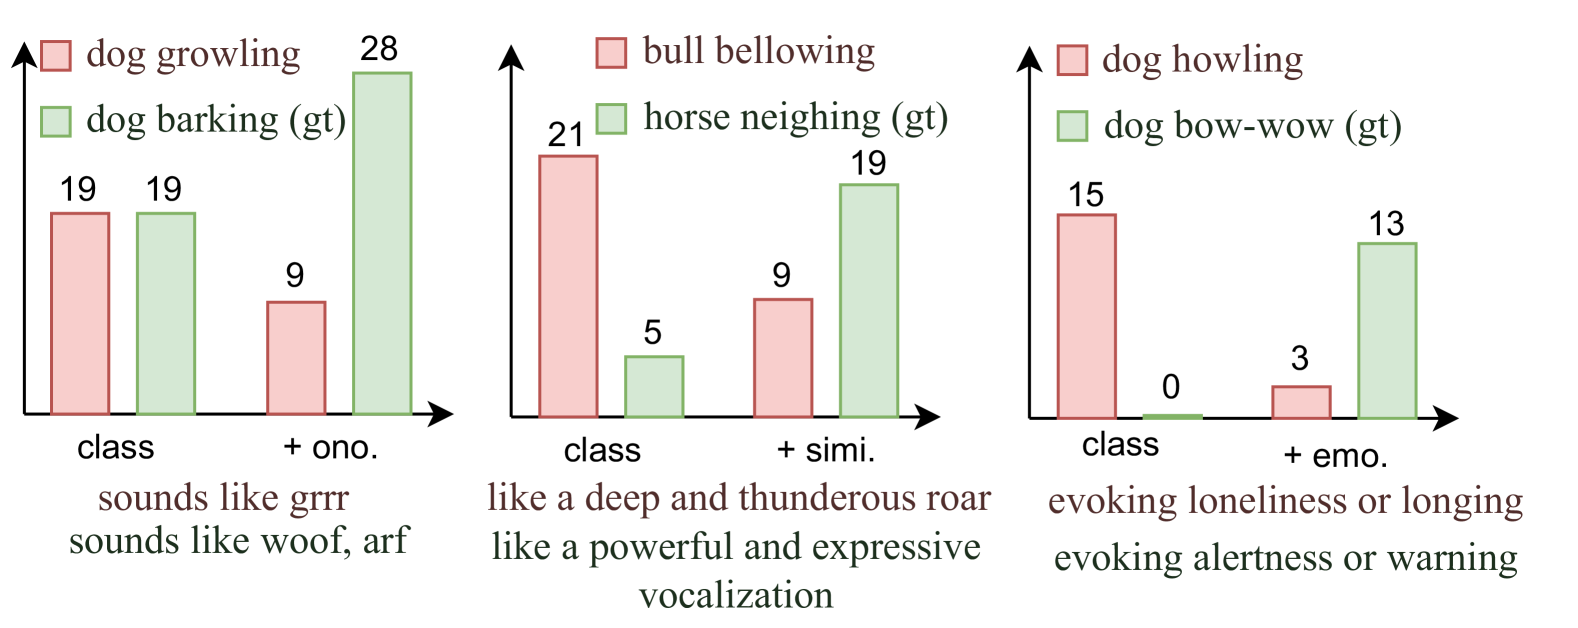 dog growling
dog barking (gt)
19
19
9
28
class
+ ono.
sounds like grrr
sounds like woof, arf
bull bellowing
horse neighing (gt)
21
5
9
19
class
+ simi.
like a deep and thunderous roar
like a powerful and expressive
vocalization
dog howling
dog bow-wow (gt)
15
0
3
13
class
+ emo.
evoking loneliness or longing
evoking alertness or warning